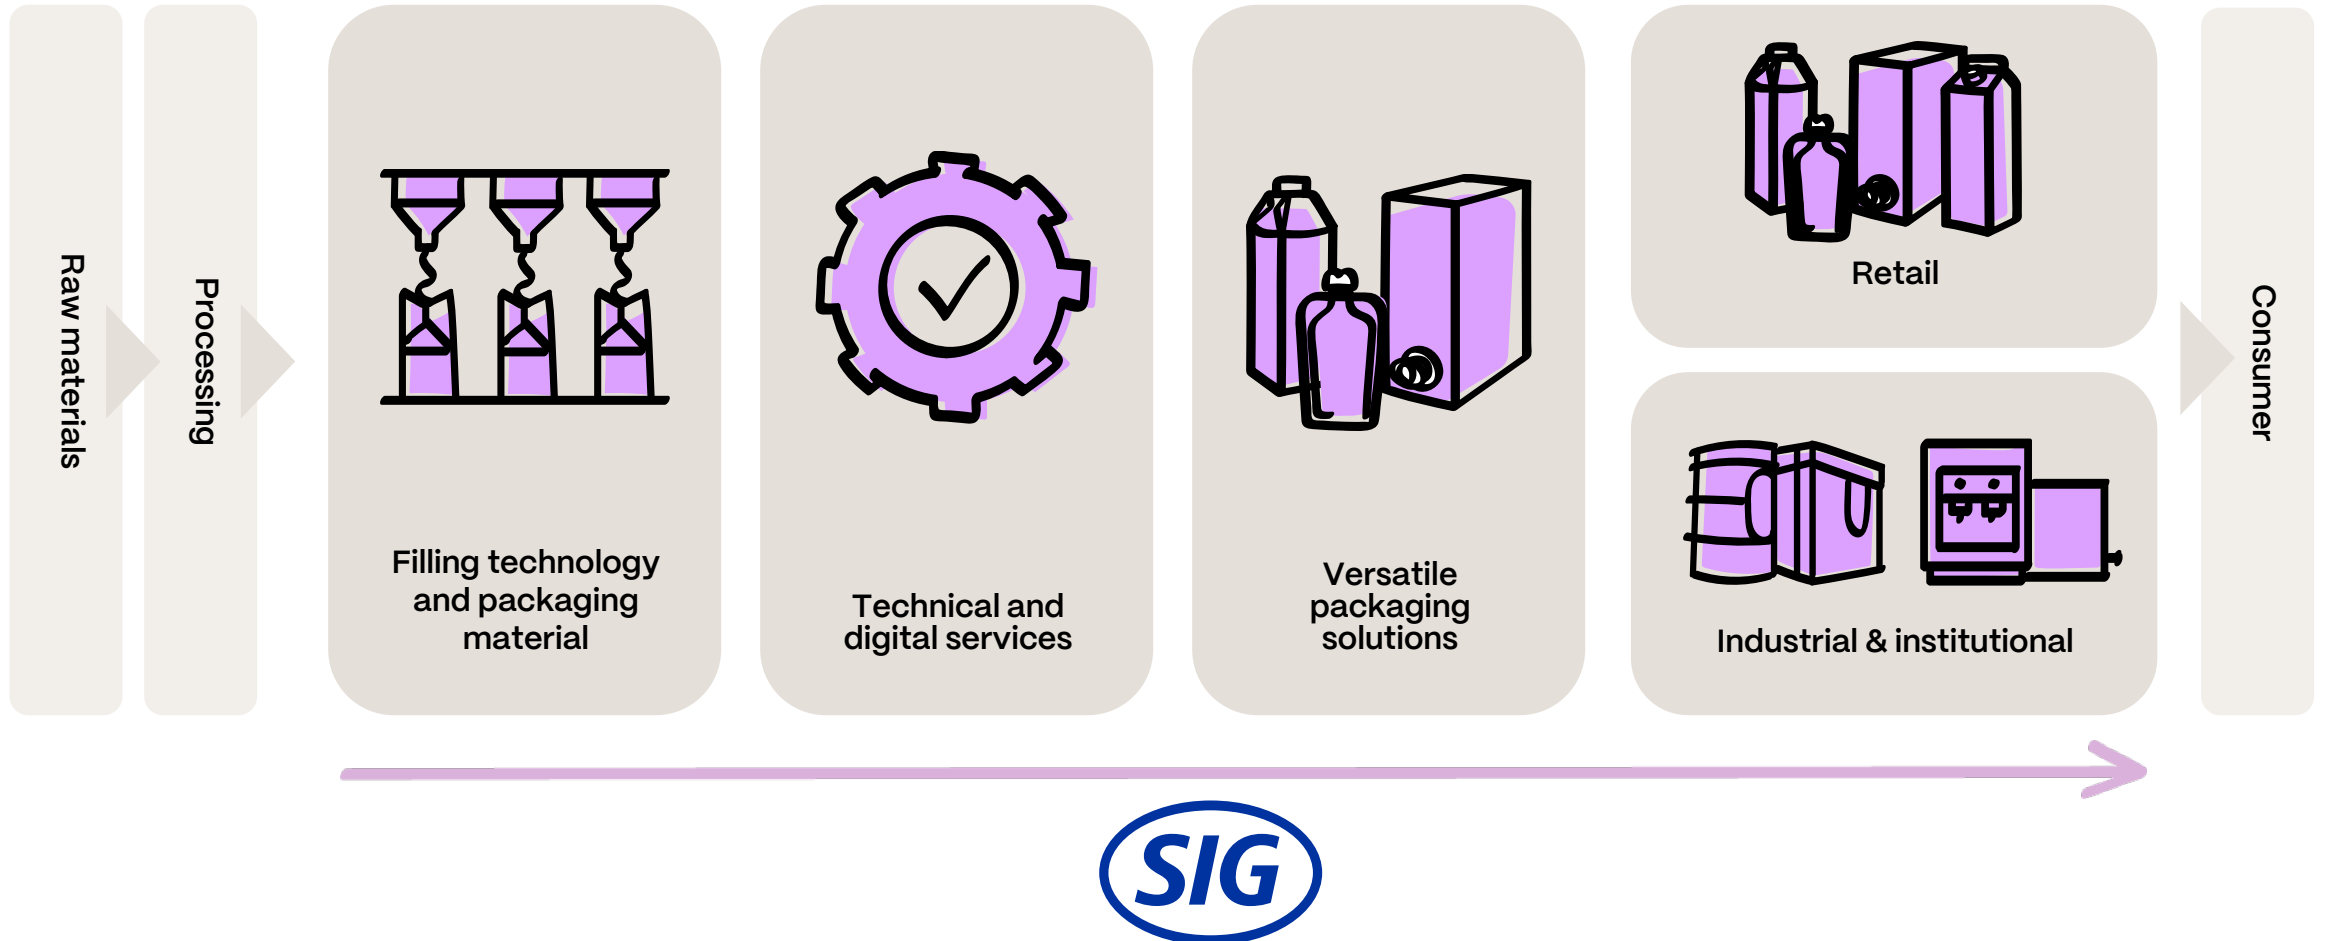 Raw materials
Processing
Filling technology
and packaging
material
Technical and
digital services
Versatile
packaging
solutions
Retail
Industrial & institutional
Consumer
SIG